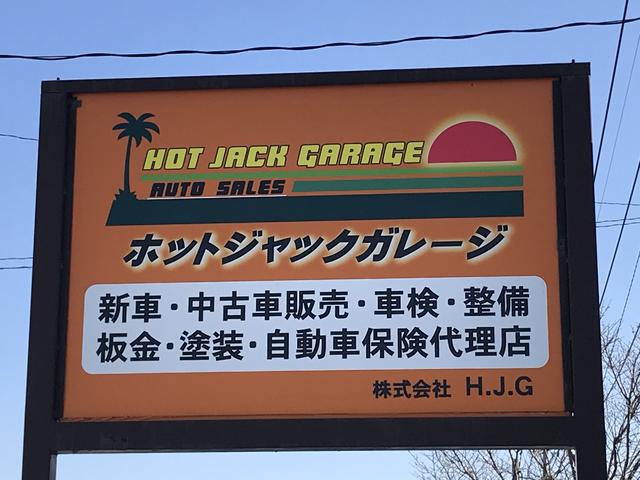 HOT JACK GARAGE
AUTO SALES
ホットジャックガレージ
新車・中古車販売・車検・整備
板金・塗装・自動車保険代理店
株式会社 H.J.G